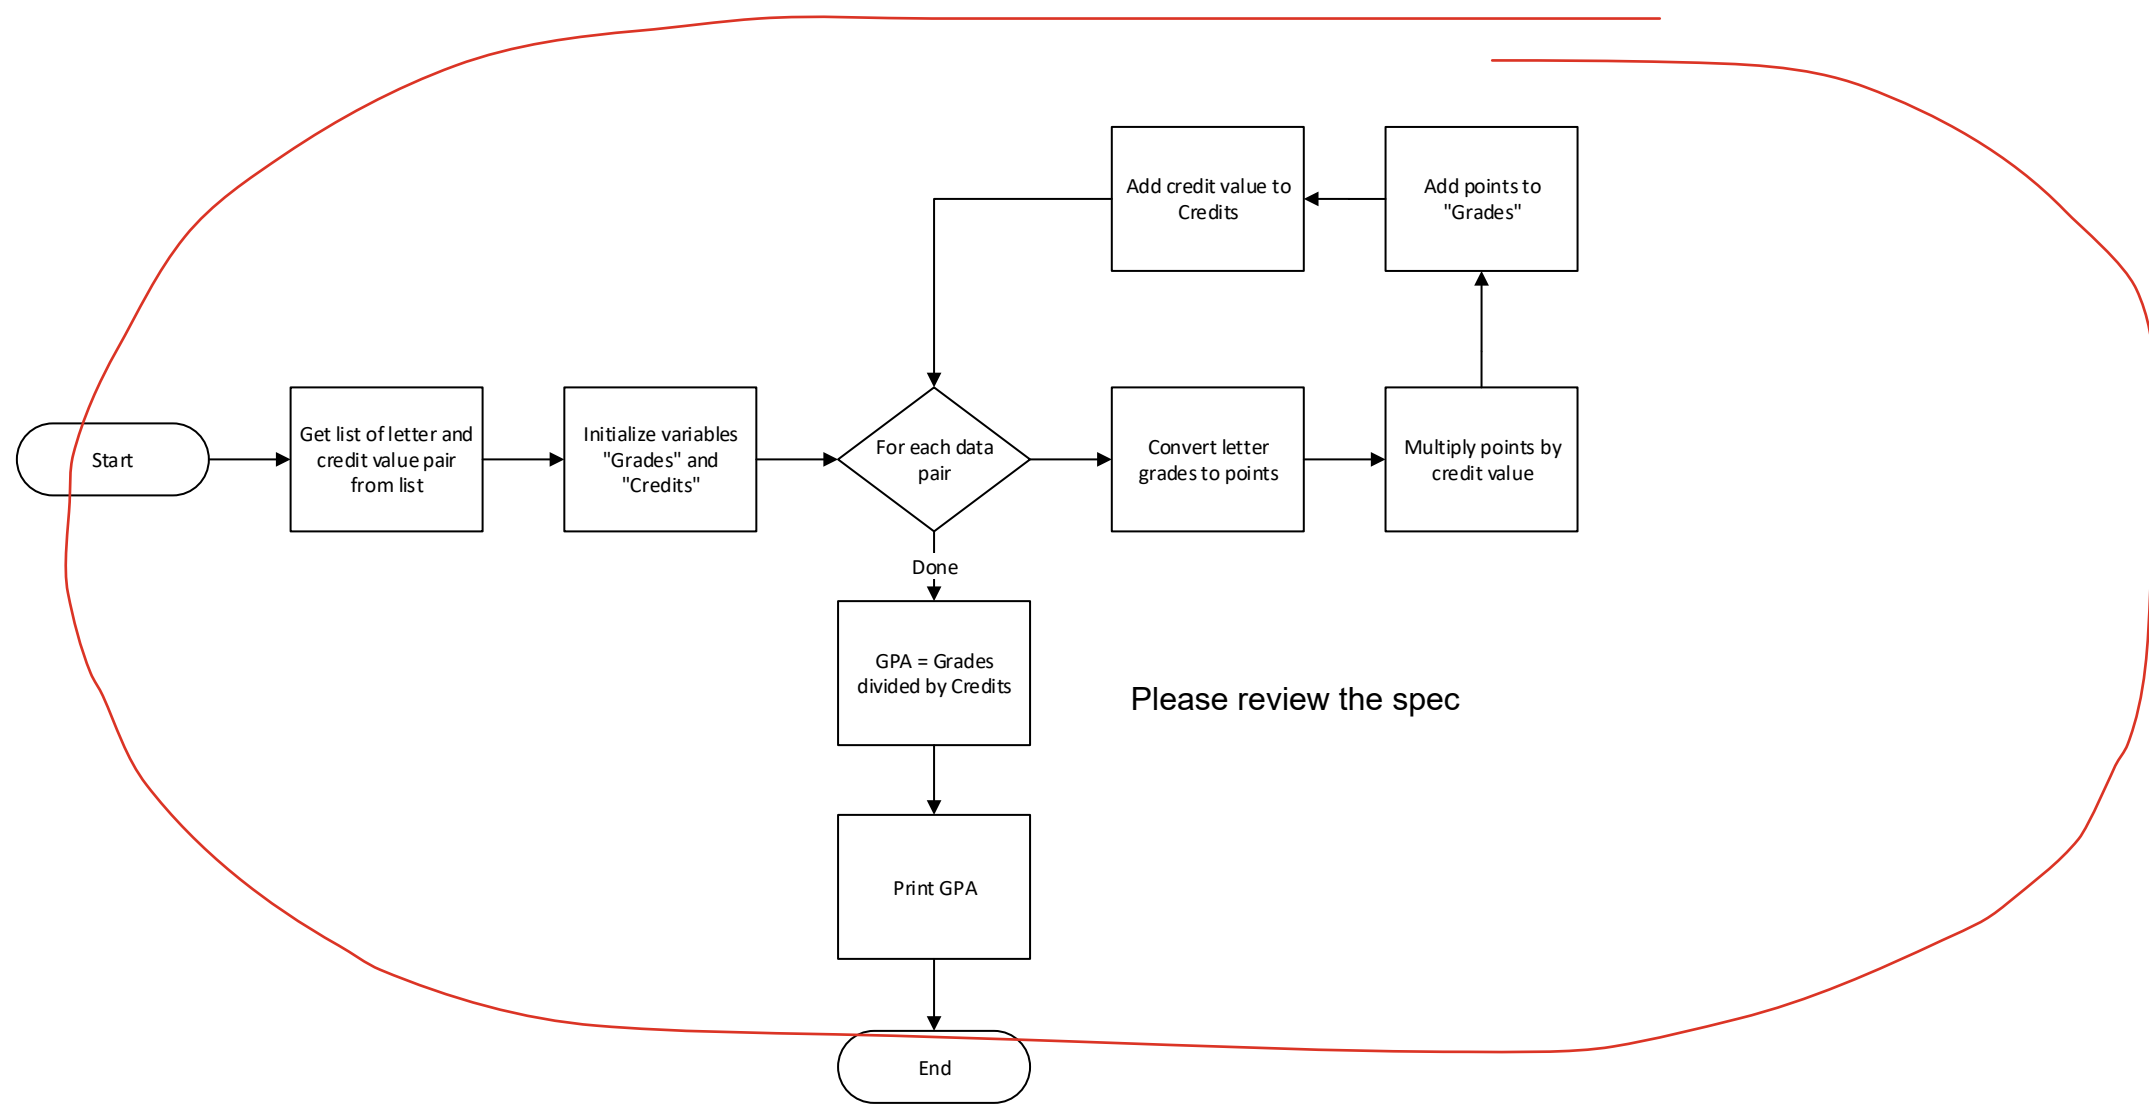 Start
Get list of letter and
credit value pair
from list
Initialize variables
"Grades" and
"Credits"
For each data
pair
Convert letter
grades to points
Multiply points by
credit value
Add points to
"Grades"
Add credit value to
Credits
Done
GPA = Grades
divided by Credits
Please review the spec
Print GPA
End